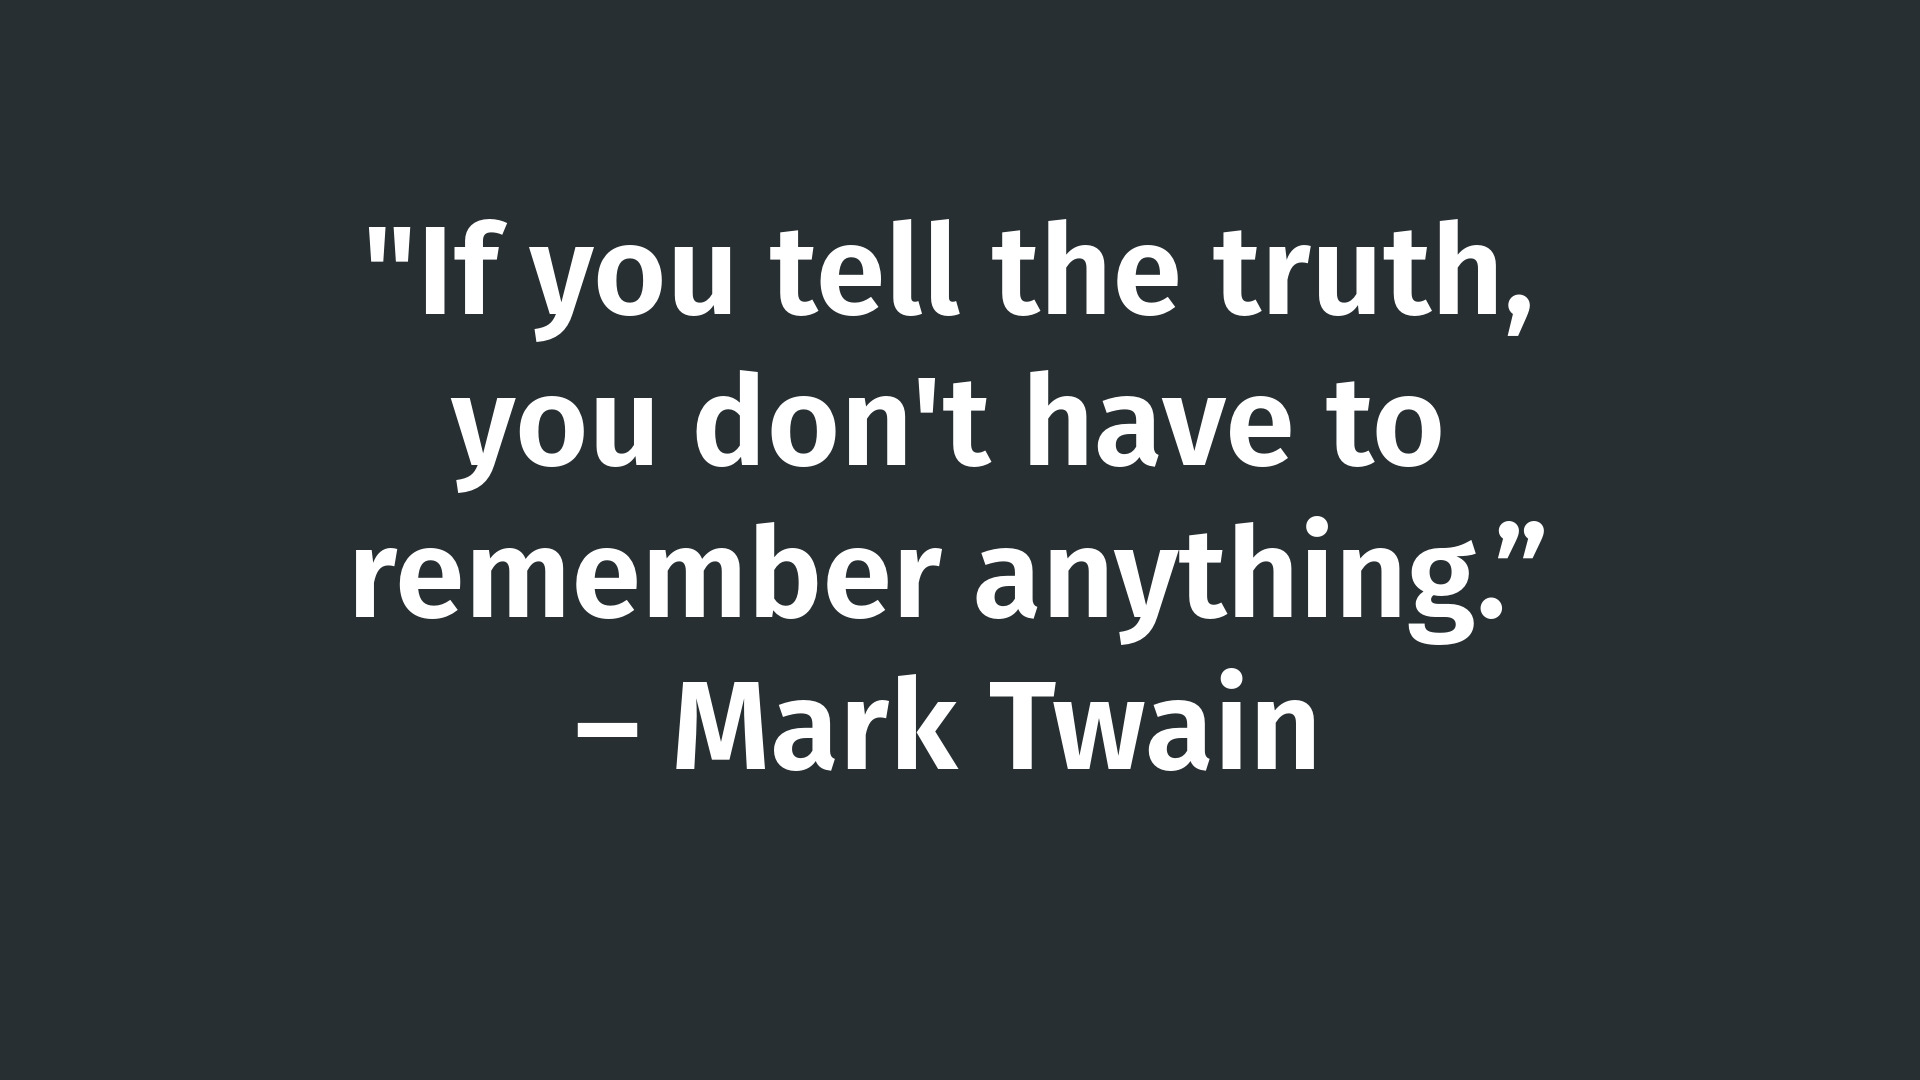 "If you tell the truth,
you don't have to
remember anything.”
– Mark Twain